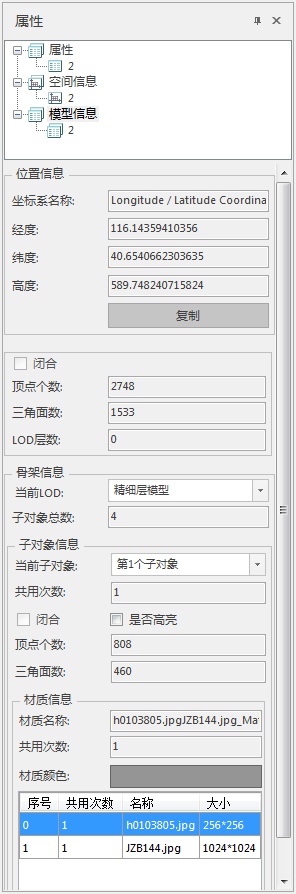 属性
属性
2
空间信息
2
模型信息
2
位置信息
坐标系名称: Longitude / Latitude Coordina
经度: 116.14359410356
纬度: 40.6540662303635
高度: 589.748240715824
复制
闭合
顶点个数: 2748
三角面数: 1533
LOD层数: 0
骨架信息
当前LOD: 精细层模型
子对象总数: 4
子对象信息
当前子对象: 第1个子对象
共用次数: 1
闭合 是否高亮
顶点个数: 808
三角面数: 460
材质信息
材质名称: h0103805.jpgJZB144.jpg_Ma
共用次数: 1
材质颜色:
序号 共用次数 名称 大小
0 1 h0103805.jpg 256*256
1 1 JZB144.jpg 1024*1024